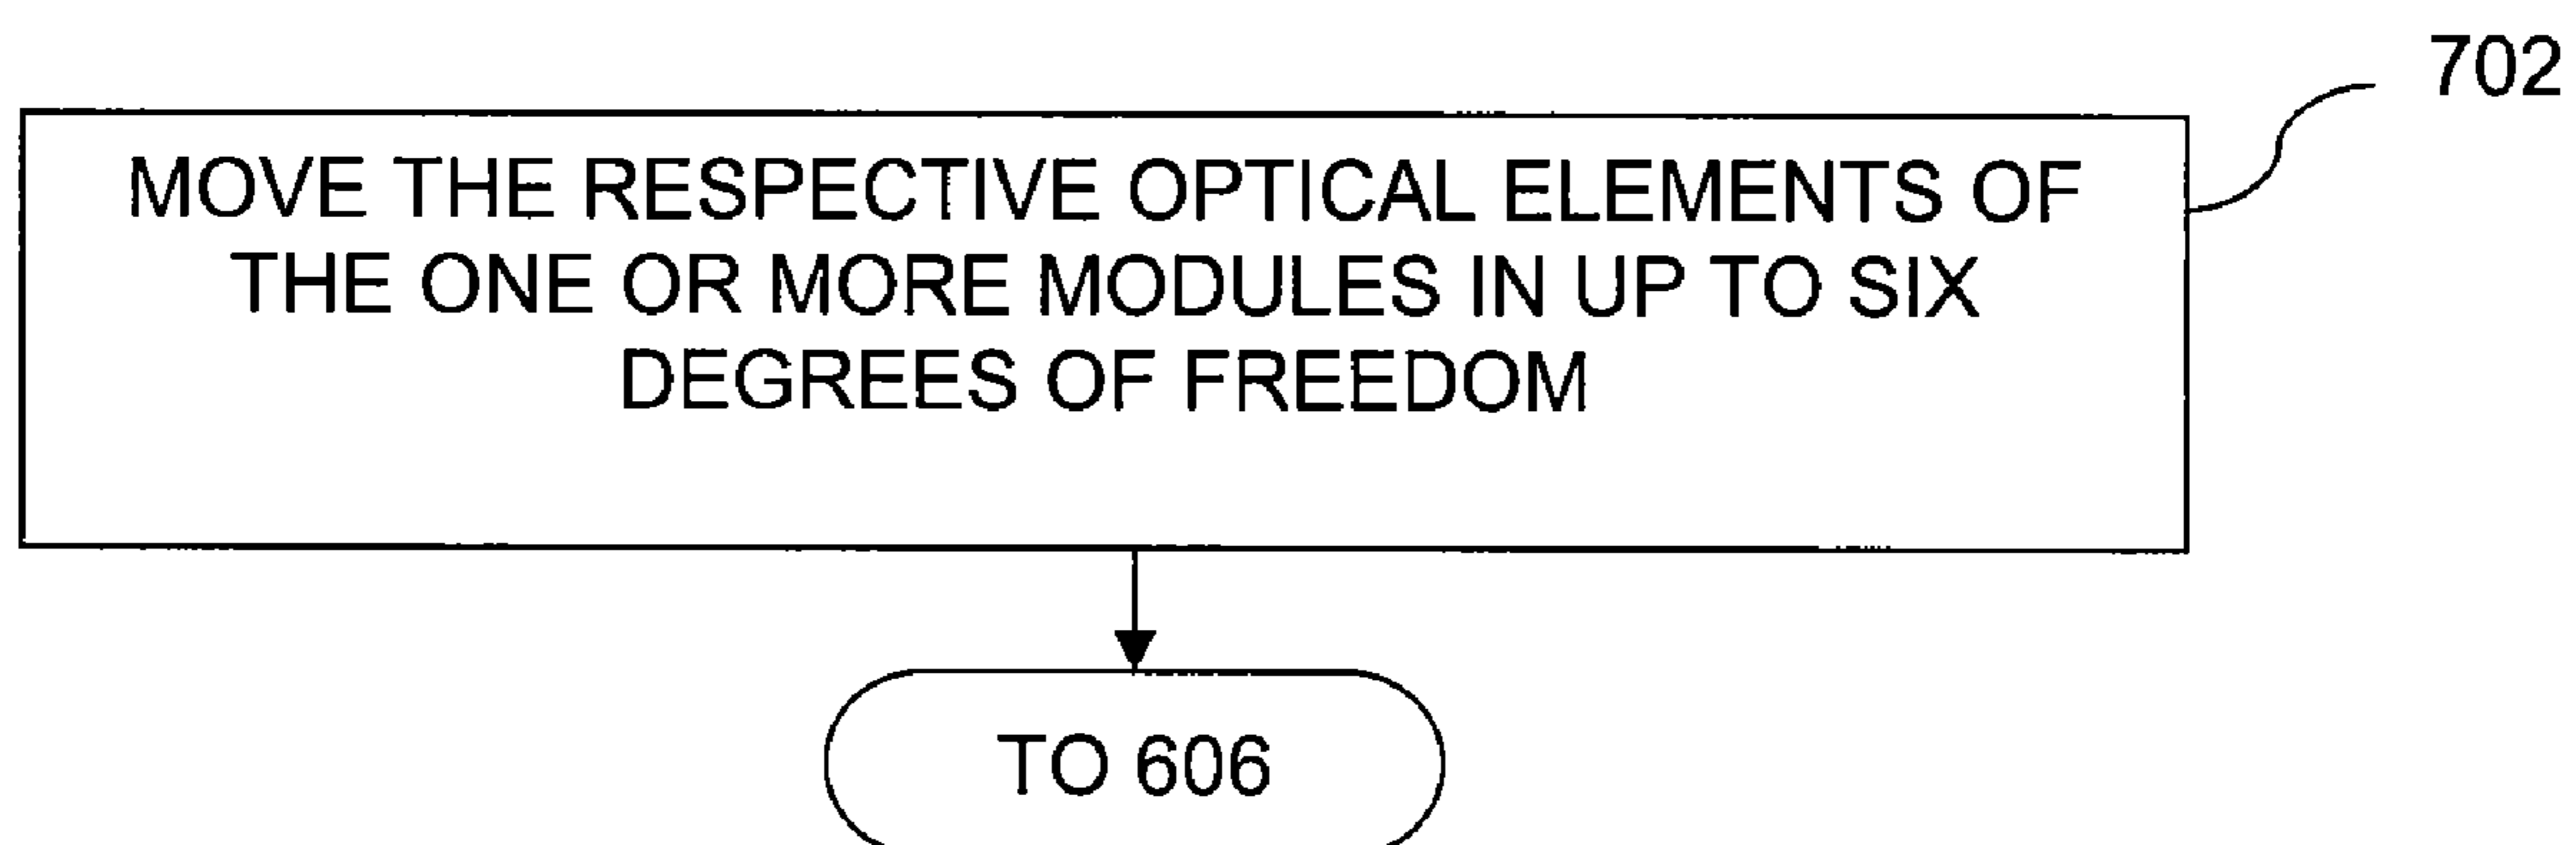 702
MOVE THE RESPECTIVE OPTICAL ELEMENTS OF
THE ONE OR MORE MODULES IN UP TO SIX
DEGREES OF FREEDOM
TO 606